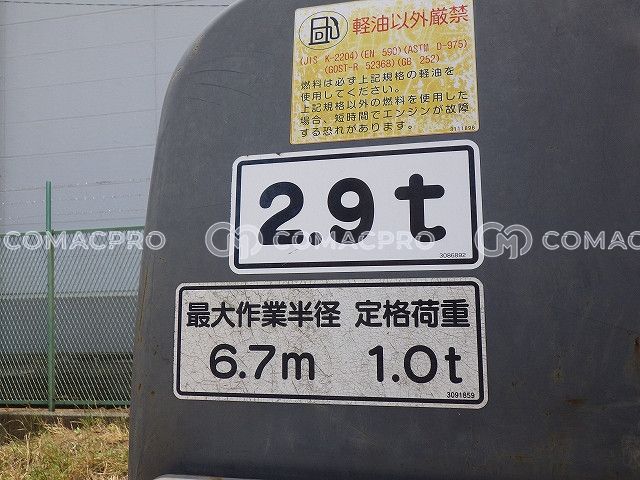 軽油以外厳禁
(JIS K-2204)(EN 590)(ASTM D-975)
(GOST-R 52368)(GB 252)
燃料は必ず上記規格の軽油を
使用してください。
上記規格以外の燃料を使用した
場合、短時間でエンジンが故障
する恐れがあります。
3111826
2.9t
3086892
COMACPRO COMACPRO COMACPRO
最大作業半径 定格荷重
6.7m 1.0t
3091859